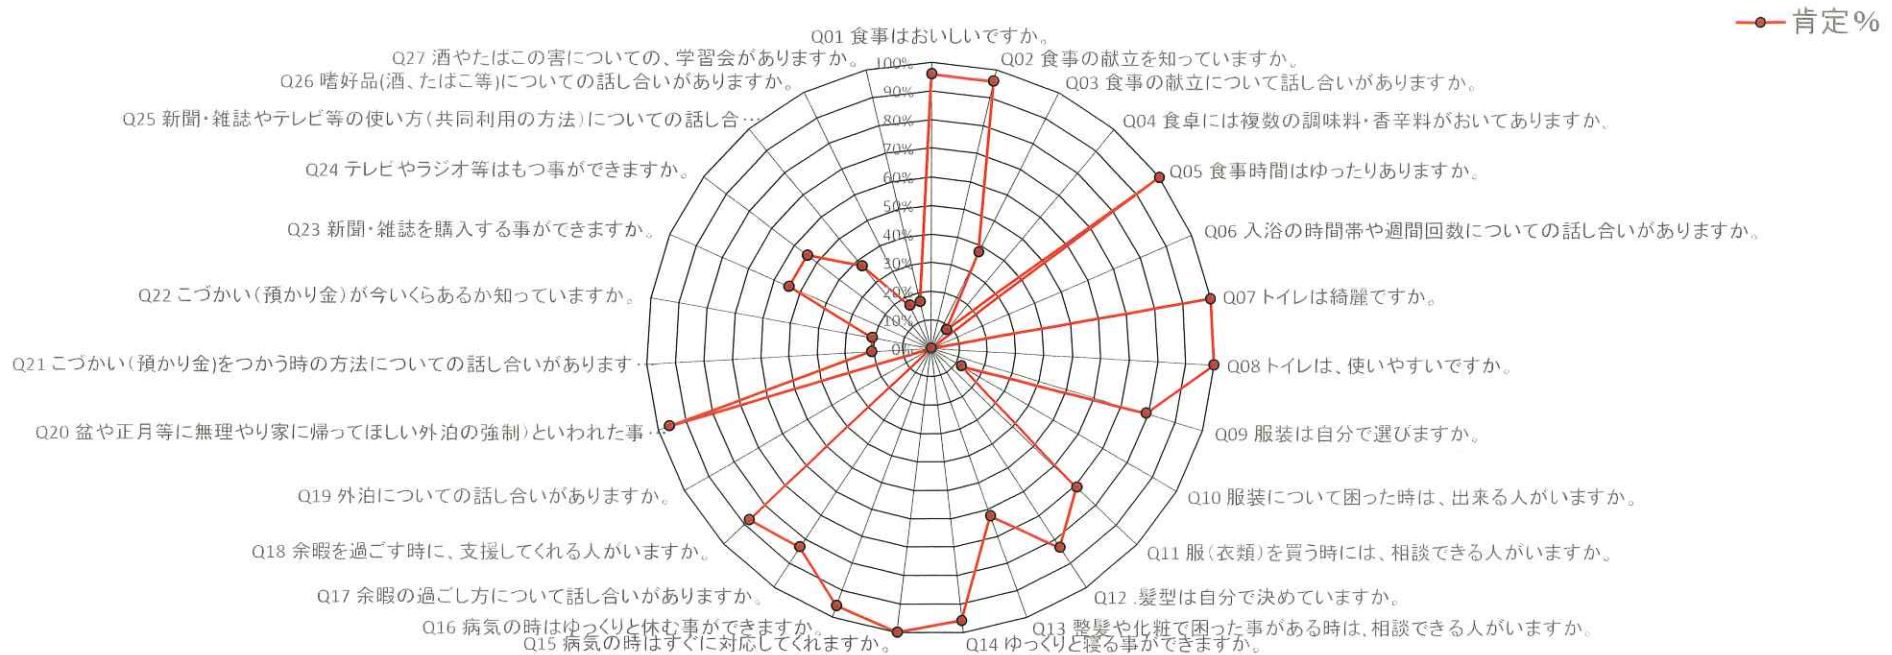 肯定%
Q01 食事はおいしいですか。
Q02 食事の献立を知っていますか。
Q03 食事の献立について話し合いがありますか。
Q04 食卓には複数の調味料・香辛料がおいてありますか。
Q05 食事時間はゆったりありますか。
Q06 入浴の時間帯や週間回数についての話し合いがありますか。
Q07 トイレは綺麗ですか。
Q08 トイレは、使いやすいですか。
Q09 服装は自分で選びますか。
Q10 服装について困った時は、出来る人がいますか。
Q11 服（衣類）を買う時には、相談できる人がいますか。
Q12 .髪型は自分で決めていますか。
Q13 整髪や化粧で困った事がある時は、相談できる人がいますか。
Q14 ゆっくりと寝る事ができますか。
Q15 病気の時はすぐに対応してくれますか。
Q16 病気の時はゆっくりと休む事ができますか。
Q17 余暇の過ごし方について話し合いがありますか。
Q18 余暇を過ごす時に、支援してくれる人がいますか。
Q19 外泊についての話し合いがありますか。
Q20 盆や正月等に無理やり家に帰ってほしい外泊の強制）といわれた事…
Q21 こづかい（預かり金)をつかう時の方法についての話し合いがあります…
Q22 こづかい（預かり金）が今いくらあるか知っていますか。
Q23 新聞・雑誌を購入する事ができますか。
Q24 テレビやラジオ等はもつ事ができますか。
Q25 新聞・雑誌やテレビ等の使い方（共同利用の方法）についての話し合…
Q26 嗜好品(酒、たばこ等)についての話し合いがありますか。
Q27 酒やたばこの害についての、学習会がありますか。
100%
90%
80%
70%
60%
50%
40%
30%
20%
10%
0%